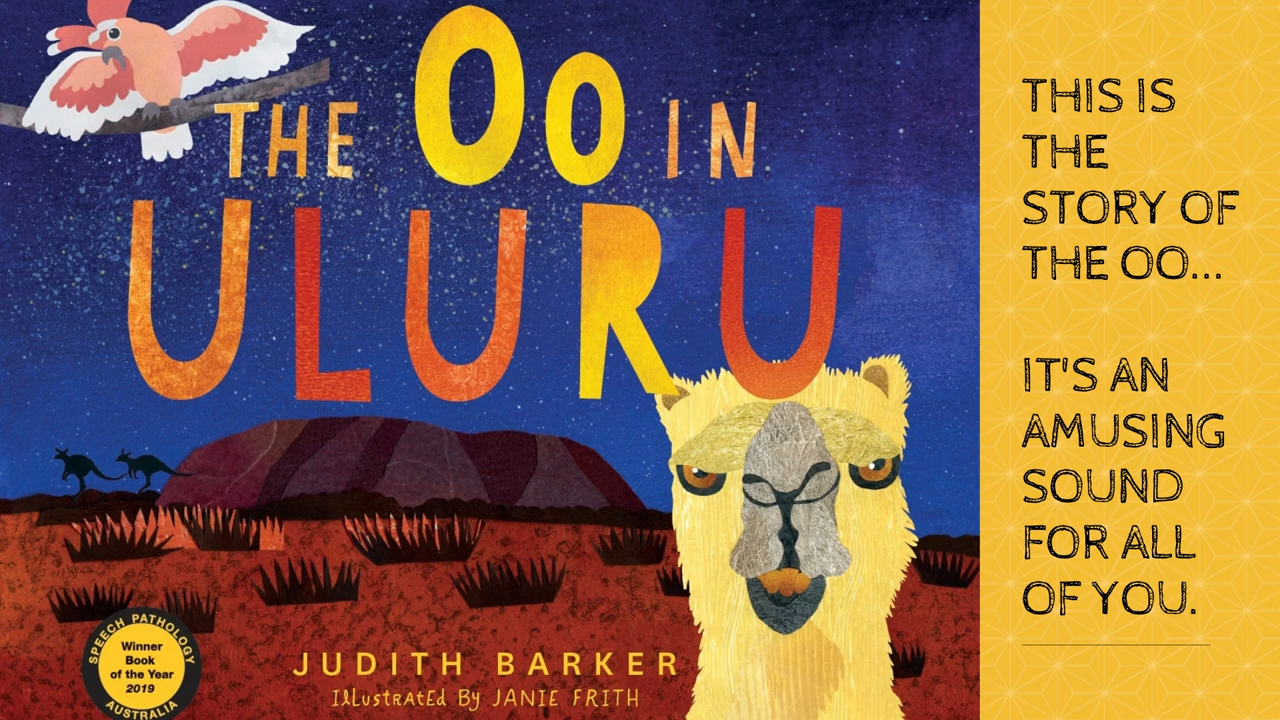 THE Oo IN
ULURU
SPEECH PATHOLOGY
Winner
Book
of the Year
2019
AUSTRALIA
JUDITH BARKER
Illustrated By JANIE FRITH
THIS IS
THE
STORY OF
THE OO...
IT'S AN
AMUSING
SOUND
FOR ALL
OF YOU.